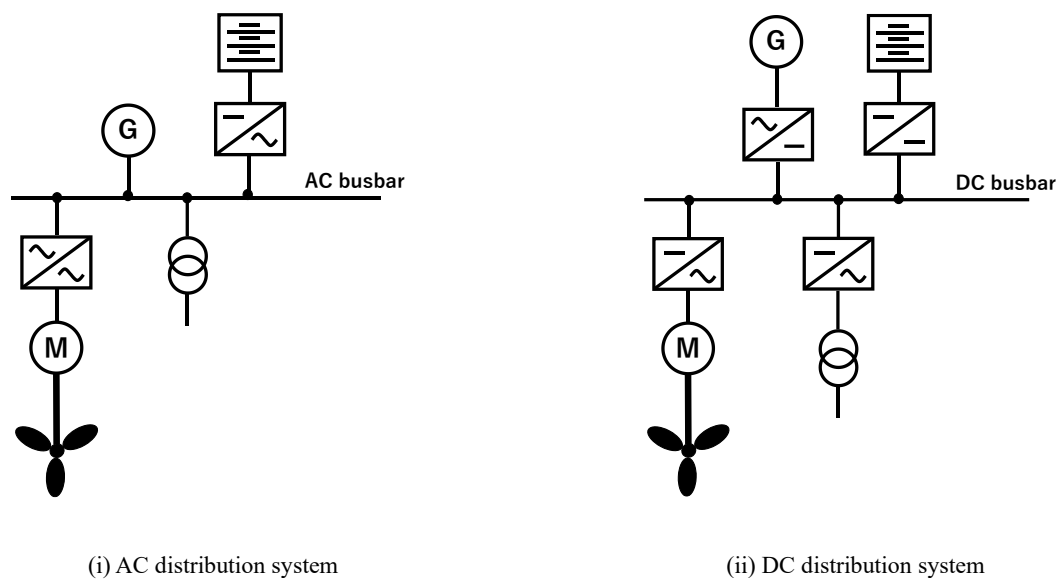 G
G
AC busbar
DC busbar
M
M
(i) AC distribution system
(ii) DC distribution system